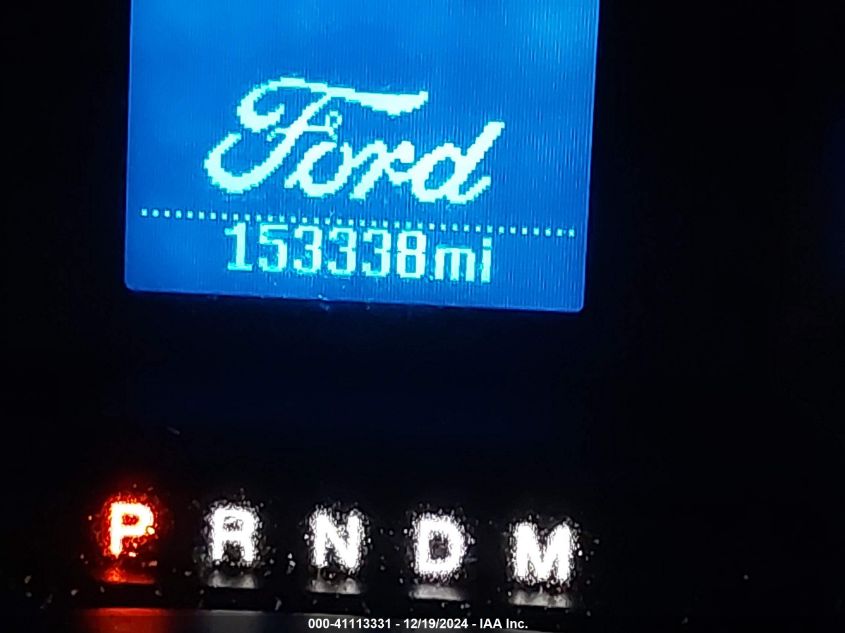 Ford
153338mi
P R N D M
000-41113331 - 12/19/2024 - IAA Inc.